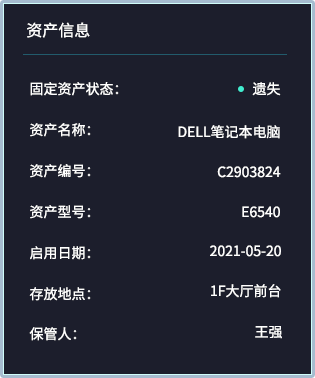 资产信息
固定资产状态： 遗失
资产名称： DELL笔记本电脑
资产编号： C2903824
资产型号： E6540
启用日期： 2021-05-20
存放地点： 1F大厅前台
保管人： 王强